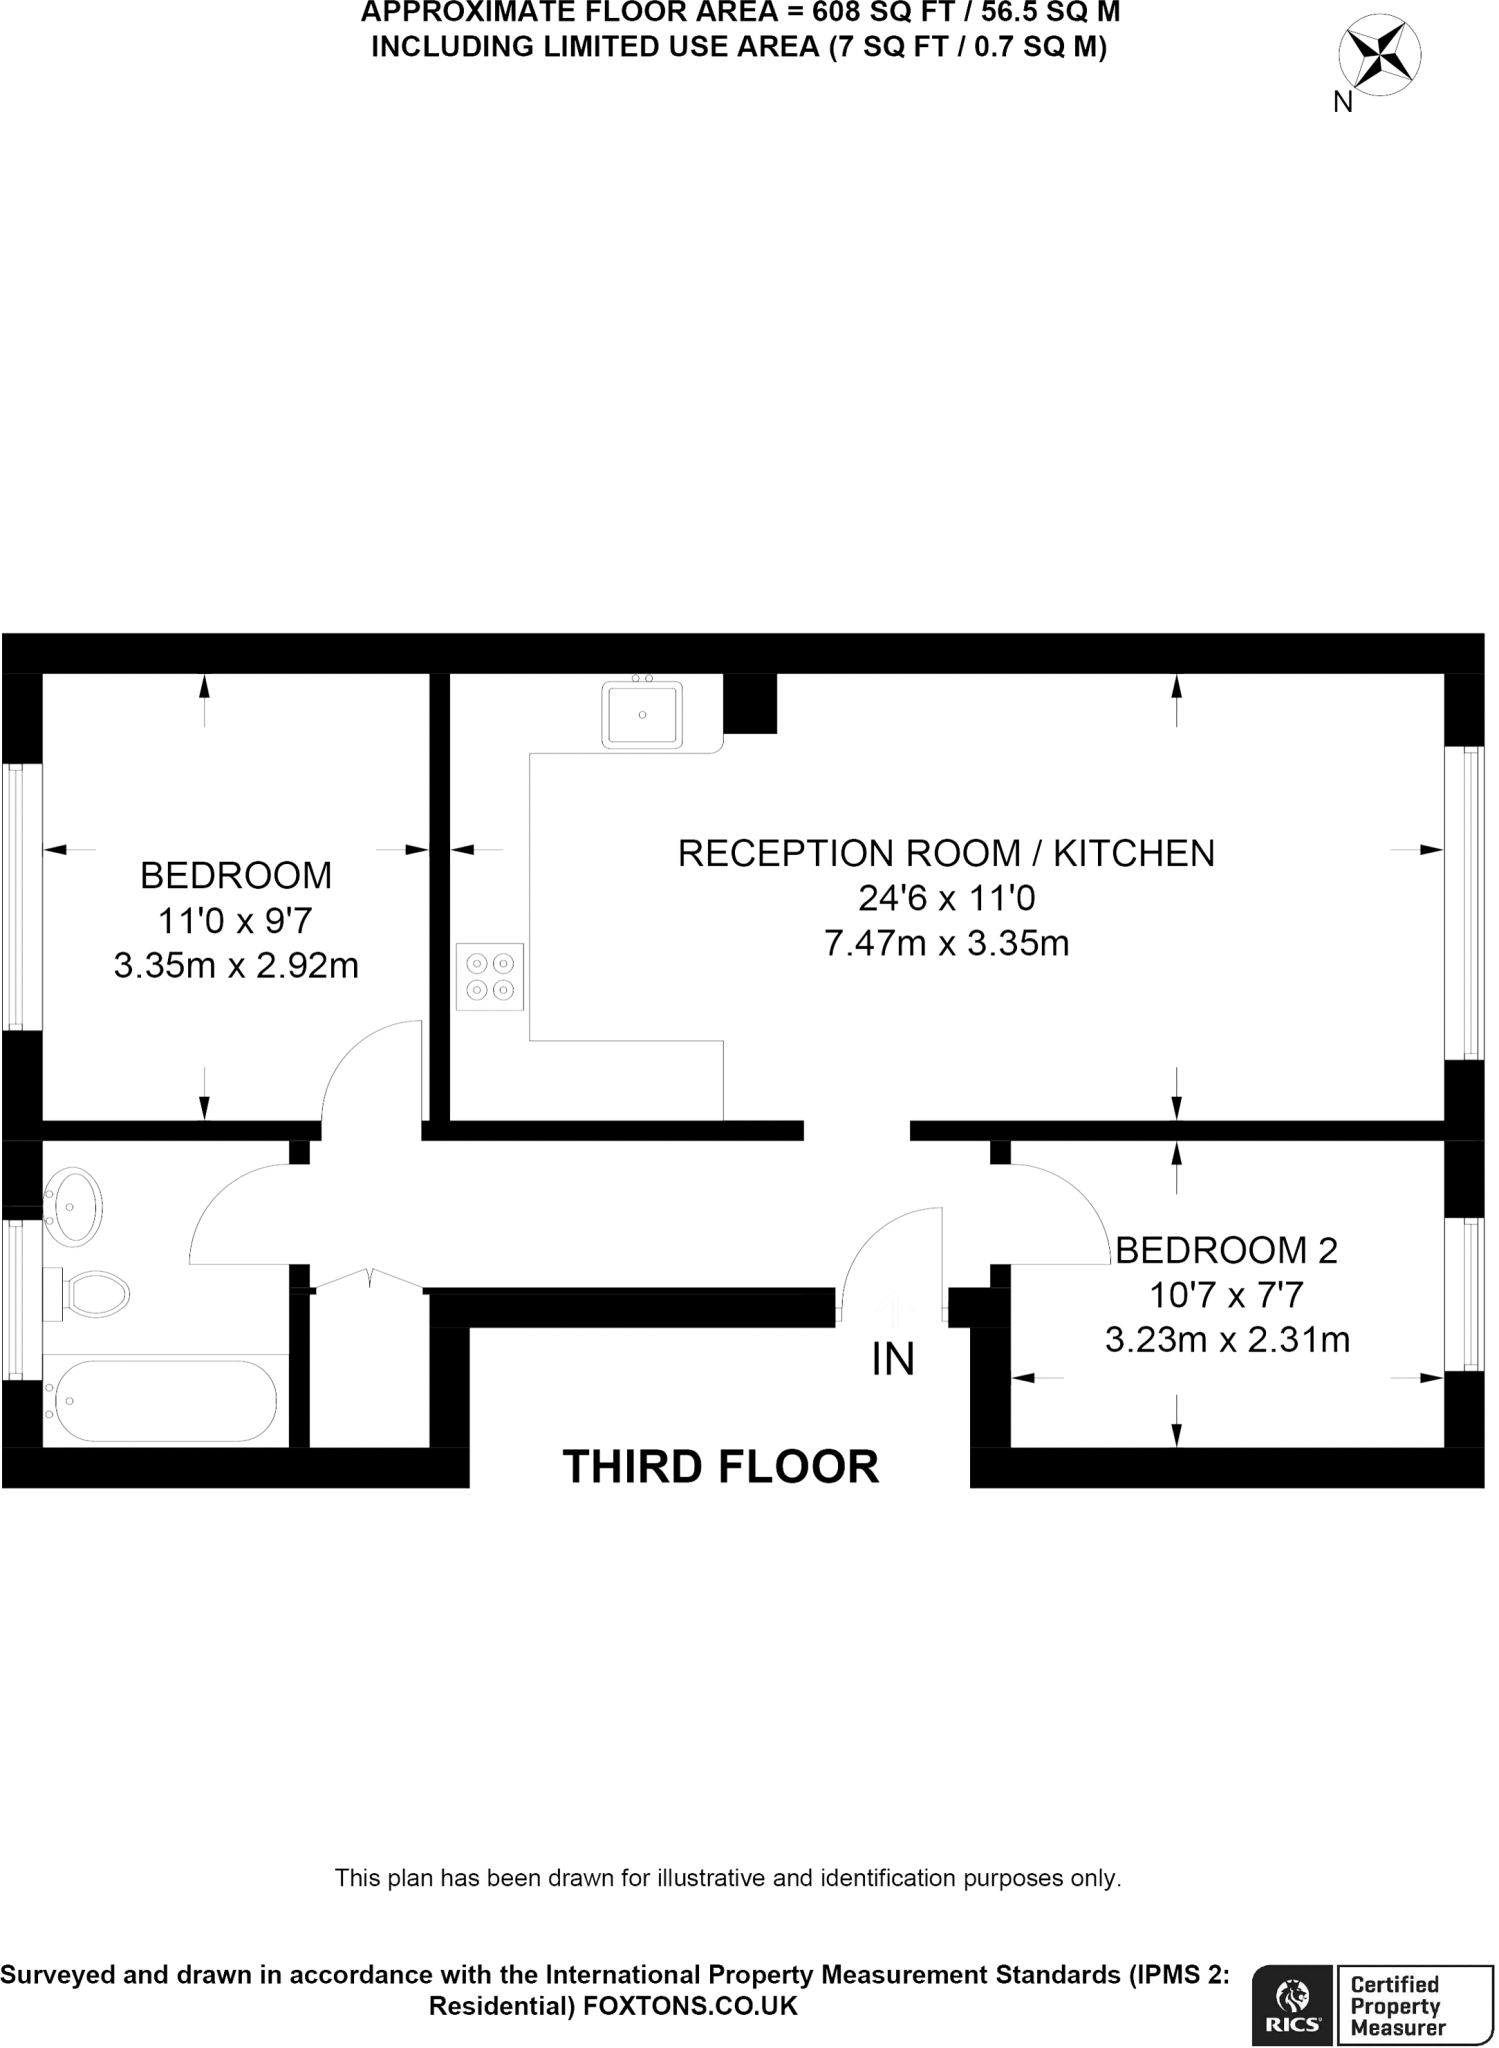 APPROXIMATE FLOOR AREA = 608 SQ FT / 56.5 SQ M
INCLUDING LIMITED USE AREA (7 SQ FT / 0.7 SQ M)
N
RECEPTION ROOM / KITCHEN
24'6 x 11'0
7.47m x 3.35m
BEDROOM
11'0 x 9'7
3.35m x 2.92m
BEDROOM 2
10'7 x 7'7
3.23m x 2.31m
IN
THIRD FLOOR
This plan has been drawn for illustrative and identification purposes only.
Surveyed and drawn in accordance with the International Property Measurement Standards (IPMS 2:
Residential) FOXTONS.CO.UK
RICS
Certified
Property
Measurer